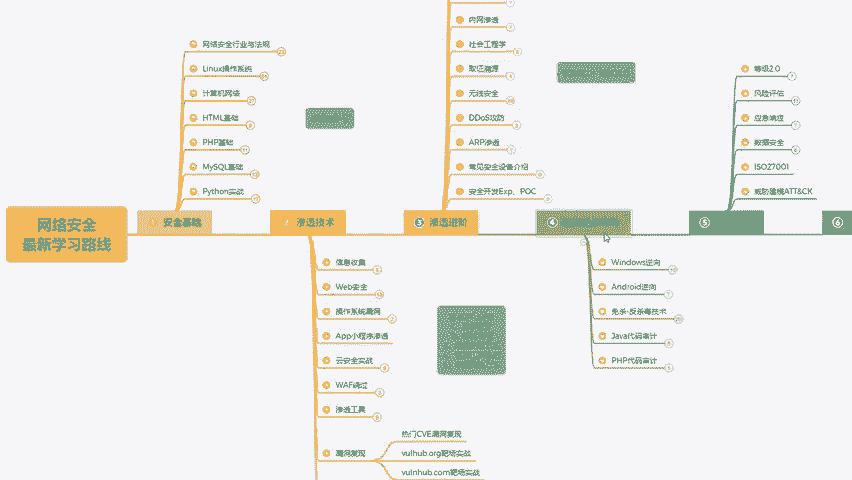 网络安全
最新学习路线
安全基础
网络安全行业与法规
Linux操作系统
计算机网络
HTML基础
PHP基础
MySQL基础
Python实战
渗透技术
信息收集
Web安全
操作系统漏洞
App小程序渗透
云安全实战
WAF绕过
渗透工具
漏洞复现
热门CVE漏洞复现
vulhub.org靶场实战
vulnhub.com靶场实战
③ 渗透进阶
内网渗透
社会工程学
取证溯源
无线安全
DDoS攻防
ARP渗透
常见安全设备介绍
安全开发Exp、POC
④
Windows逆向
Android逆向
免杀-反杀毒技术
Java代码审计
PHP代码审计
⑤
等级2.0
风险评估
应急响应
数据安全
ISO27001
威胁建模ATT&CK
⑥